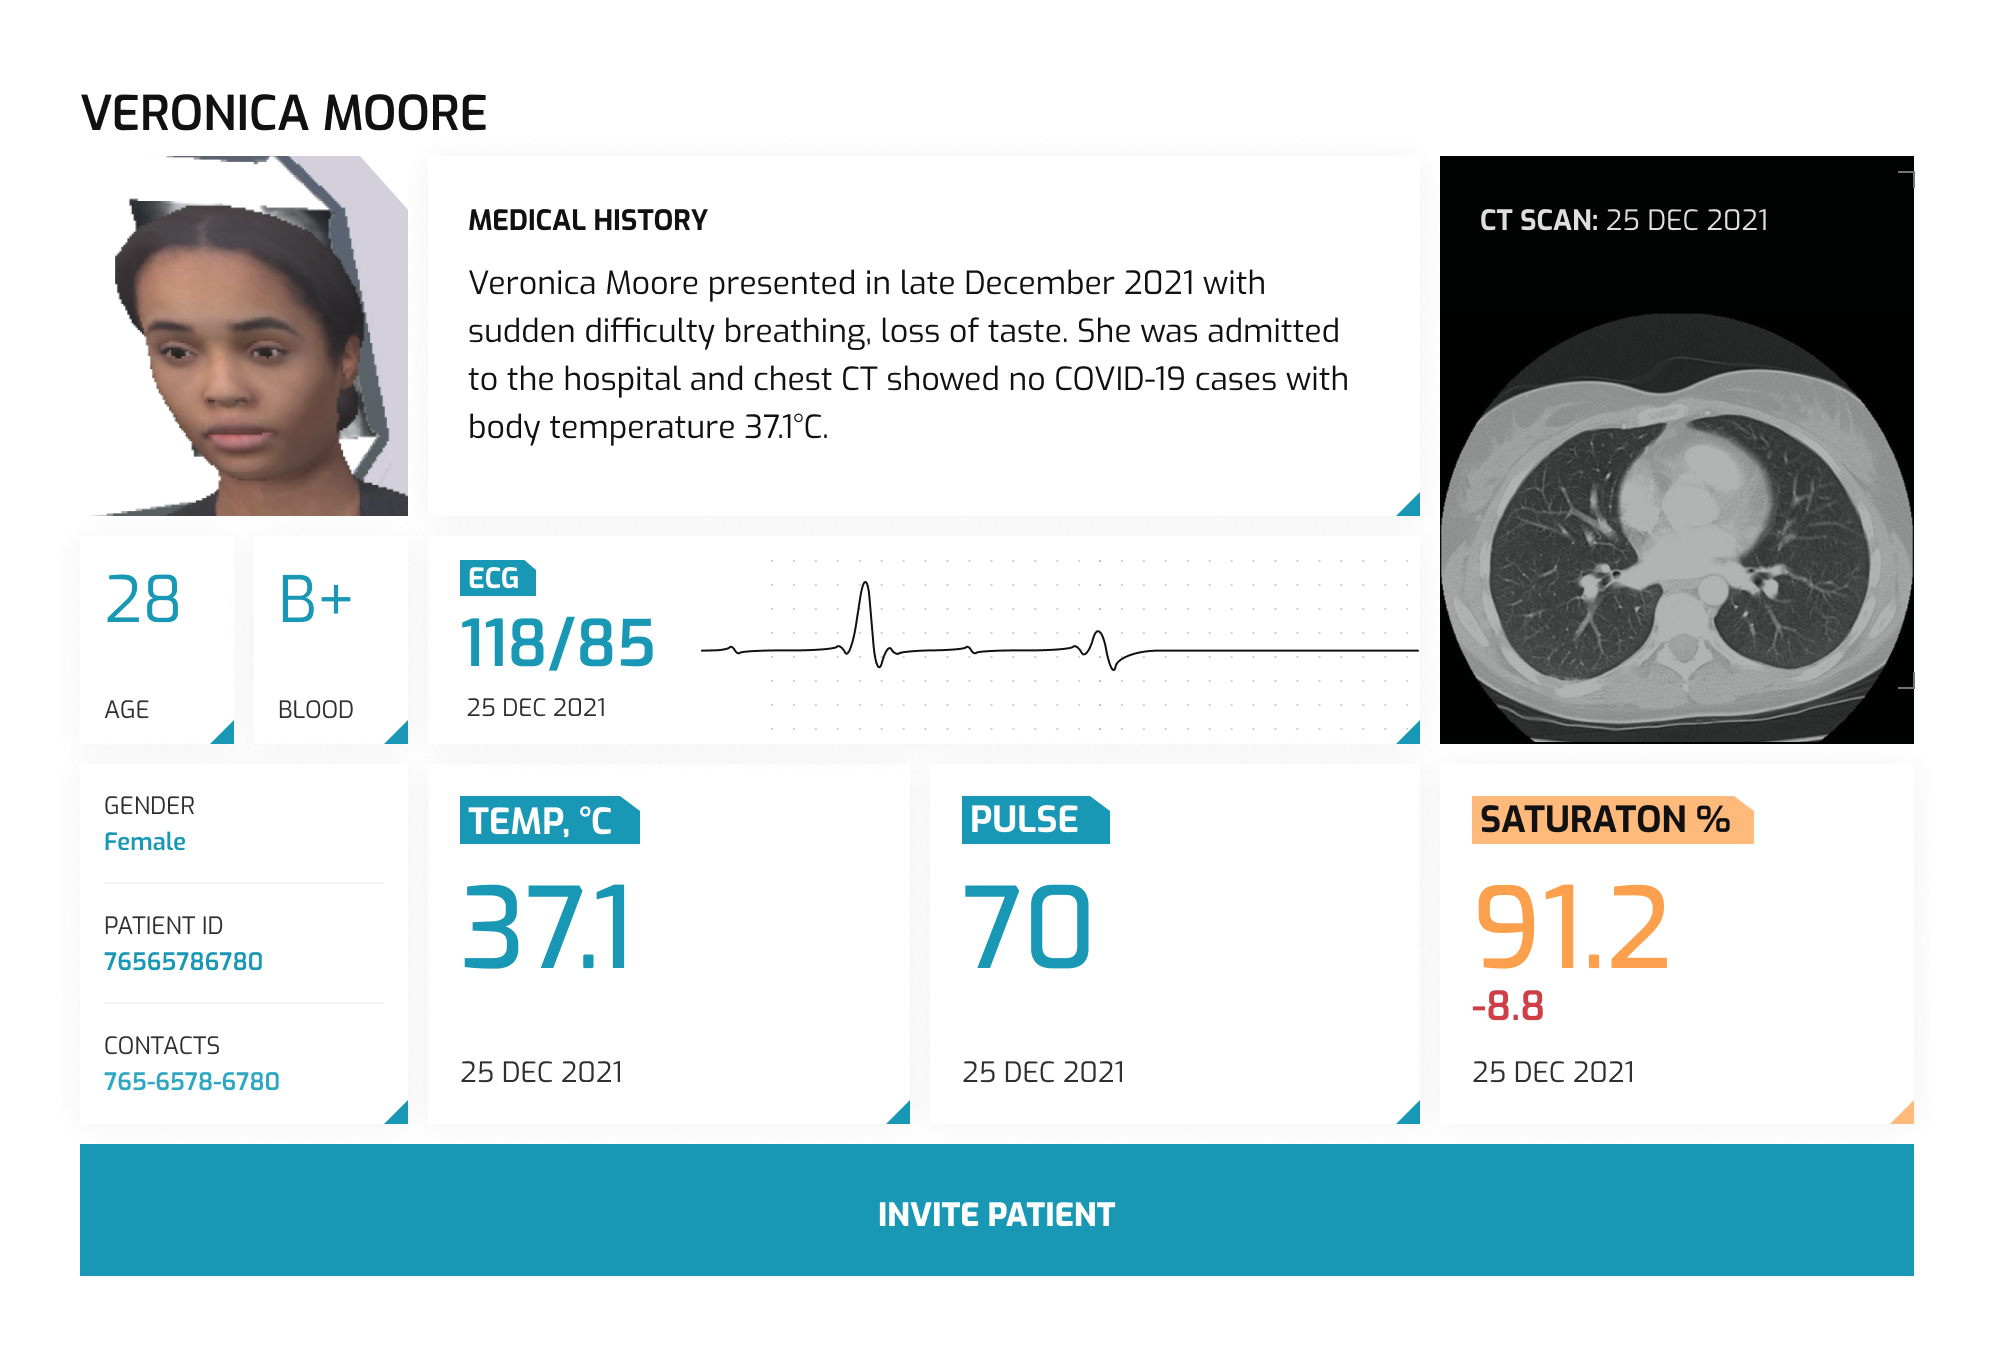 VERONICA MOORE
MEDICAL HISTORY
Veronica Moore presented in late December 2021 with
sudden difficulty breathing, loss of taste. She was admitted
to the hospital and chest CT showed no COVID-19 cases with
body temperature 37.1°C.
CT SCAN: 25 DEC 2021
28
AGE
B+
BLOOD
ECG
118/85
25 DEC 2021
GENDER
Female
PATIENT ID
76565786780
CONTACTS
765-6578-6780
TEMP, °C
37.1
25 DEC 2021
PULSE
70
25 DEC 2021
SATURATON %
91.2
-8.8
25 DEC 2021
INVITE PATIENT